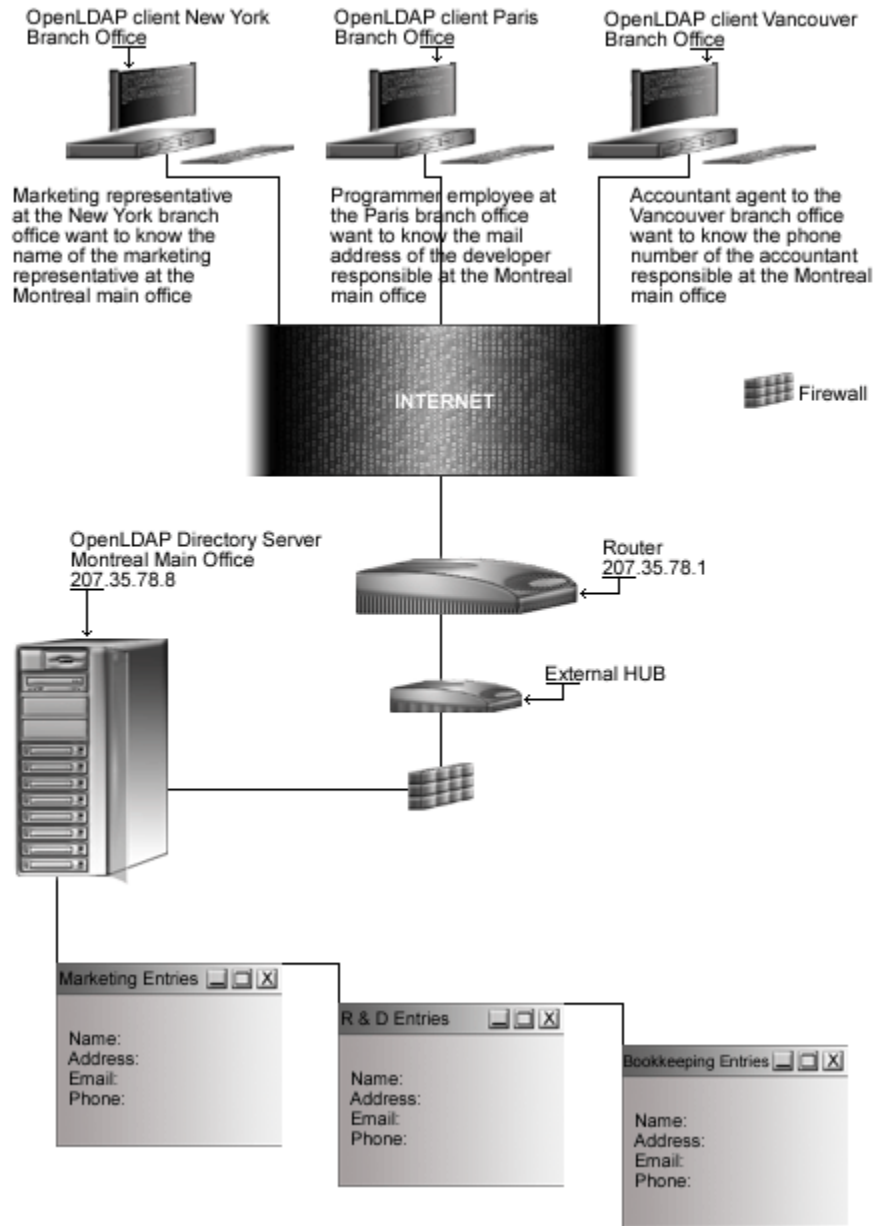 OpenLDAP client New York
Branch Office
OpenLDAP client Paris
Branch Office
OpenLDAP client Vancouver
Branch Office
Marketing representative
at the New York branch
office want to know the
name of the marketing
representative at the
Montreal main office
Programmer employee at
the Paris branch office
want to know the mail
address of the developer
responsible at the Montreal
main office
Accountant agent to the
Vancouver branch office
want to know the phone
number of the accountant
responsible at the Montreal
main office
INTERNET
Firewall
OpenLDAP Directory Server
Montreal Main Office
207.35.78.8
Router
207.35.78.1
External HUB
Marketing Entries
Name:
Address:
Email:
Phone:
R & D Entries
Name:
Address:
Email:
Phone:
Bookkeeping Entries
Name:
Address:
Email:
Phone: